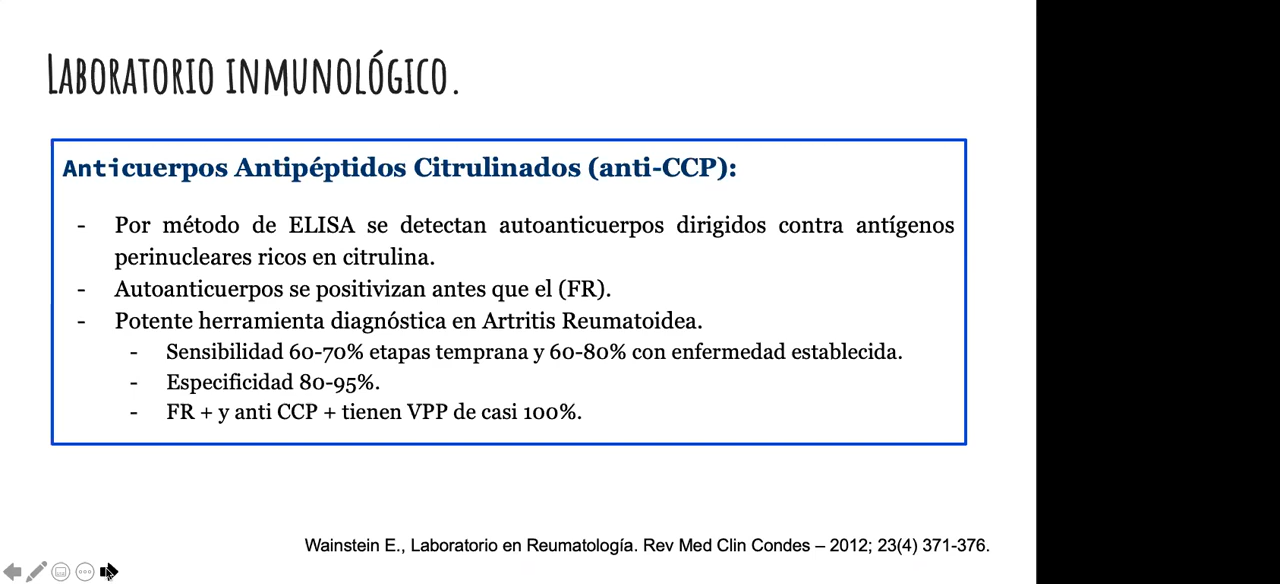 Laboratorio inmunológico.
Anticuerpos Antipéptidos Citrulinados (anti-CCP):
- Por método de ELISA se detectan autoanticuerpos dirigidos contra antígenos
perinucleares ricos en citrulina.
- Autoanticuerpos se positivizan antes que el (FR).
- Potente herramienta diagnóstica en Artritis Reumatoidea.
- Sensibilidad 60-70% etapas temprana y 60-80% con enfermedad establecida.
- Especificidad 80-95%.
- FR + y anti CCP + tienen VPP de casi 100%.
Wainstein E., Laboratorio en Reumatología. Rev Med Clin Condes – 2012; 23(4) 371-376.